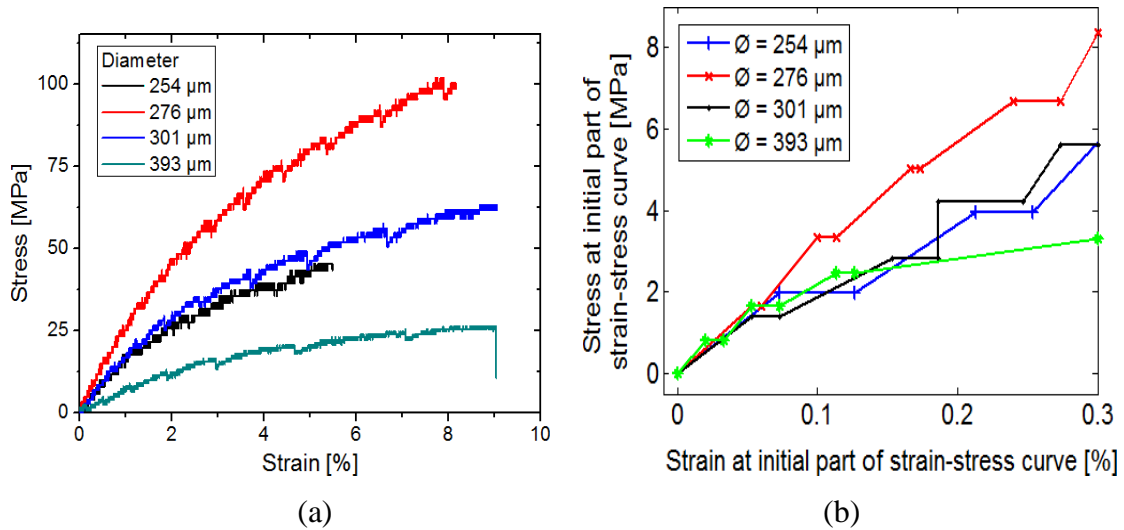 Diameter
254 µm
276 µm
301 µm
393 µm
100
75
50
25
0
0
2
4
6
8
10
Stress [MPa]
Strain [%]
(a)
Ø = 254 µm
Ø = 276 µm
Ø = 301 µm
Ø = 393 µm
8
6
4
2
0
0
0.1
0.2
0.3
Stress at initial part of
strain-stress curve [MPa]
Strain at initial part of strain-stress curve [%]
(b)